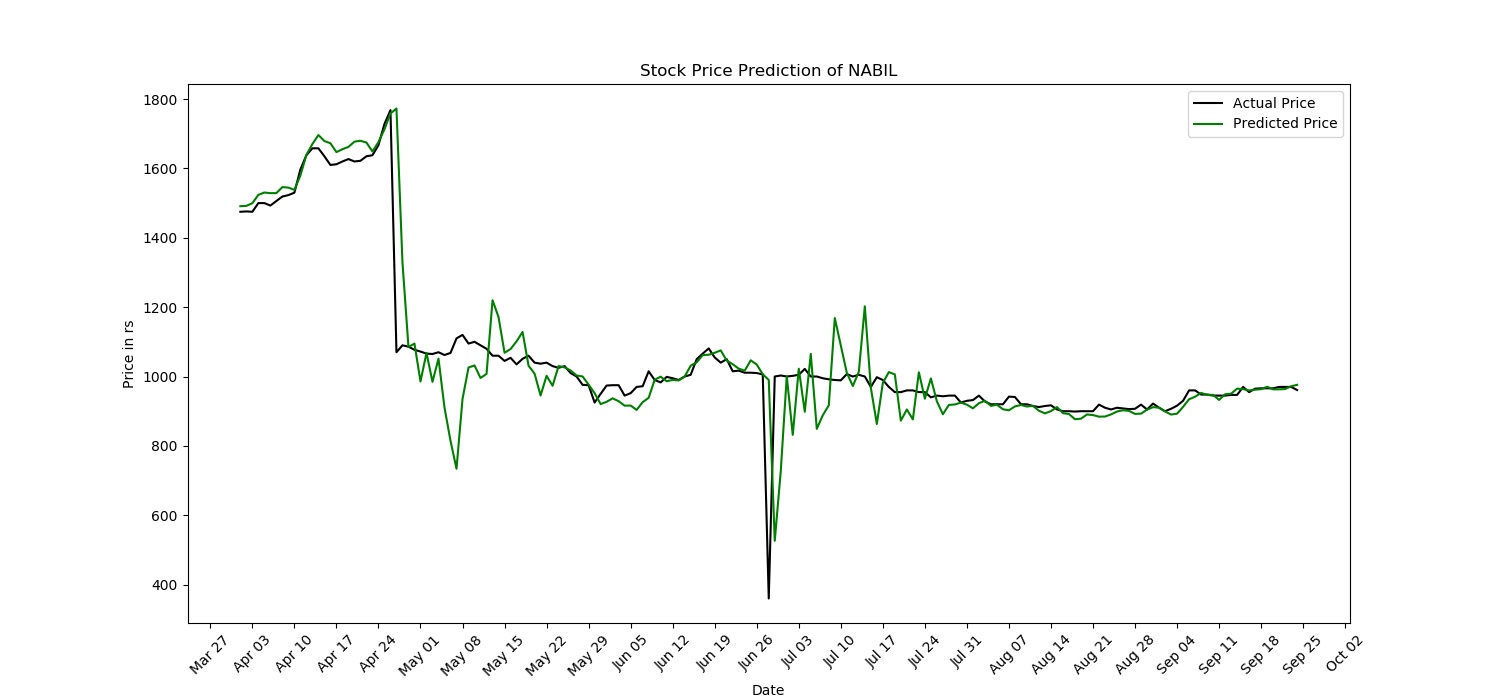 Stock Price Prediction of NABIL
Actual Price
Predicted Price
Price in rs
1800
1600
1400
1200
1000
800
600
400
Mar 27
Apr 03
Apr 10
Apr 17
Apr 24
May 01
May 08
May 15
May 22
May 29
Jun 05
Jun 12
Jun 19
Jun 26
Jul 03
Jul 10
Jul 17
Jul 24
Jul 31
Aug 07
Aug 14
Aug 21
Aug 28
Sep 04
Sep 11
Sep 18
Sep 25
Oct 02
Date